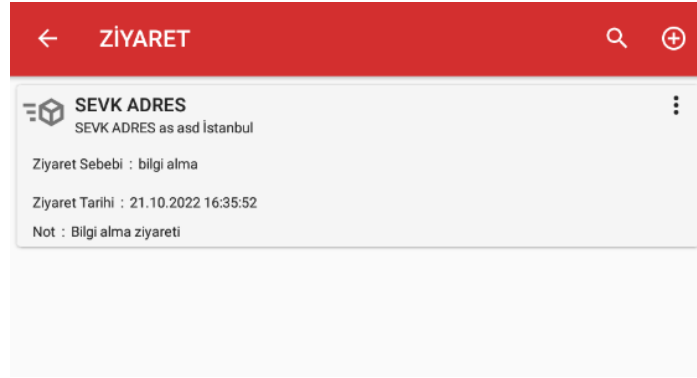 ZİYARET
SEVK ADRES
SEVK ADRES as asd İstanbul
Ziyaret Sebebi : bilgi alma
Ziyaret Tarihi : 21.10.2022 16:35:52
Not : Bilgi alma ziyareti